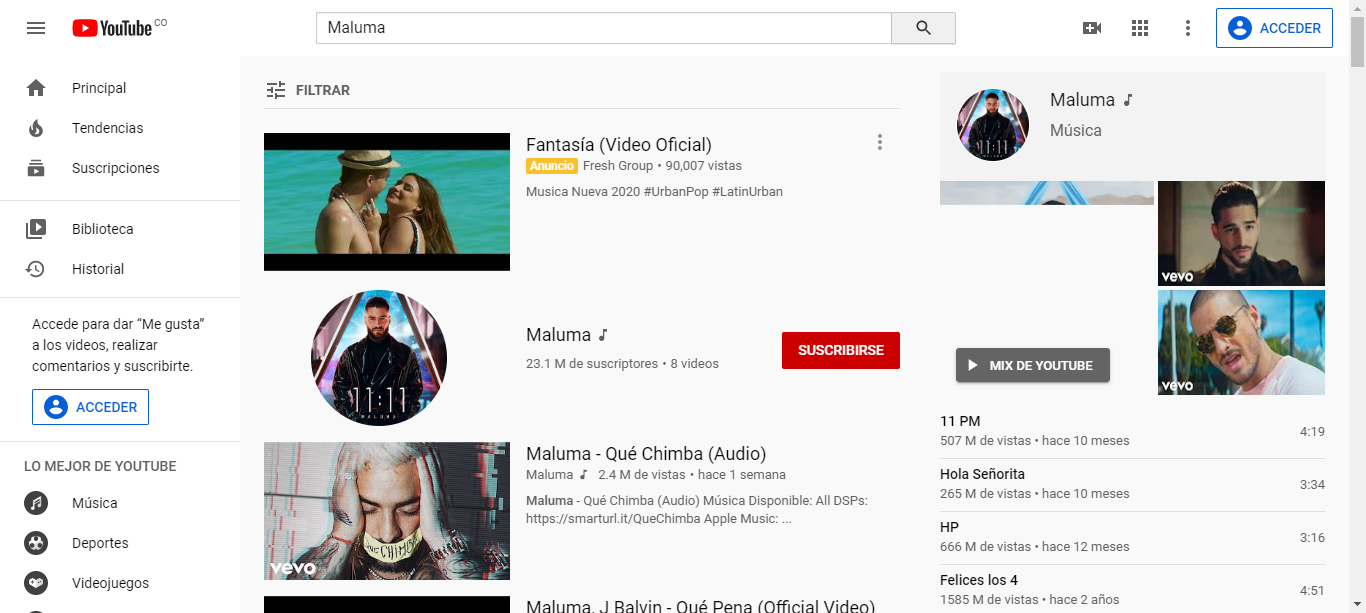 YouTube CO
Maluma
ACCEDER
Principal
Tendencias
Suscripciones
Biblioteca
Historial
Accede para dar “Me gusta”
a los videos, realizar
comentarios y suscribirte.
ACCEDER
LO MEJOR DE YOUTUBE
Música
Deportes
Videojuegos
FILTRAR
Fantasía (Video Oficial)
Anuncio Fresh Group • 90,007 vistas
Musica Nueva 2020 #UrbanPop #LatinUrban
11:11
MALUMA
Maluma
23.1 M de suscriptores • 8 videos
SUSCRIBIRSE
QUE CHIMBA
vevo
Maluma - Qué Chimba (Audio)
Maluma 2.4 M de vistas • hace 1 semana
Maluma - Qué Chimba (Audio) Música Disponible: All DSPs:
https://smarturl.it/QueChimba Apple Music: ...
Maluma, J Balvin - Qué Pena (Official Video)
11:11
Maluma
Música
vevo
vevo
MIX DE YOUTUBE
11 PM
507 M de vistas • hace 10 meses
4:19
Hola Señorita
265 M de vistas • hace 10 meses
3:34
HP
666 M de vistas • hace 12 meses
3:16
Felices los 4
1585 M de vistas • hace 2 años
4:51